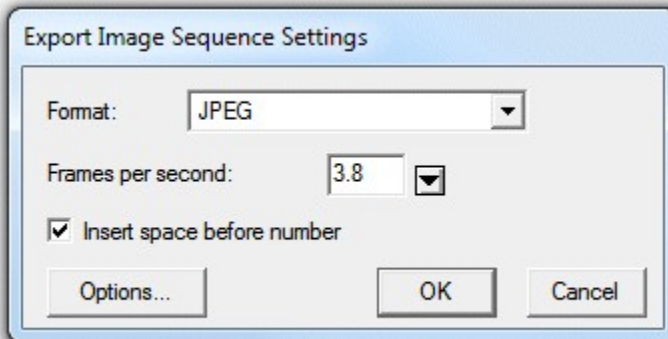 Export Image Sequence Settings
Format: JPEG
Frames per second: 3.8
Insert space before number
Options... OK Cancel